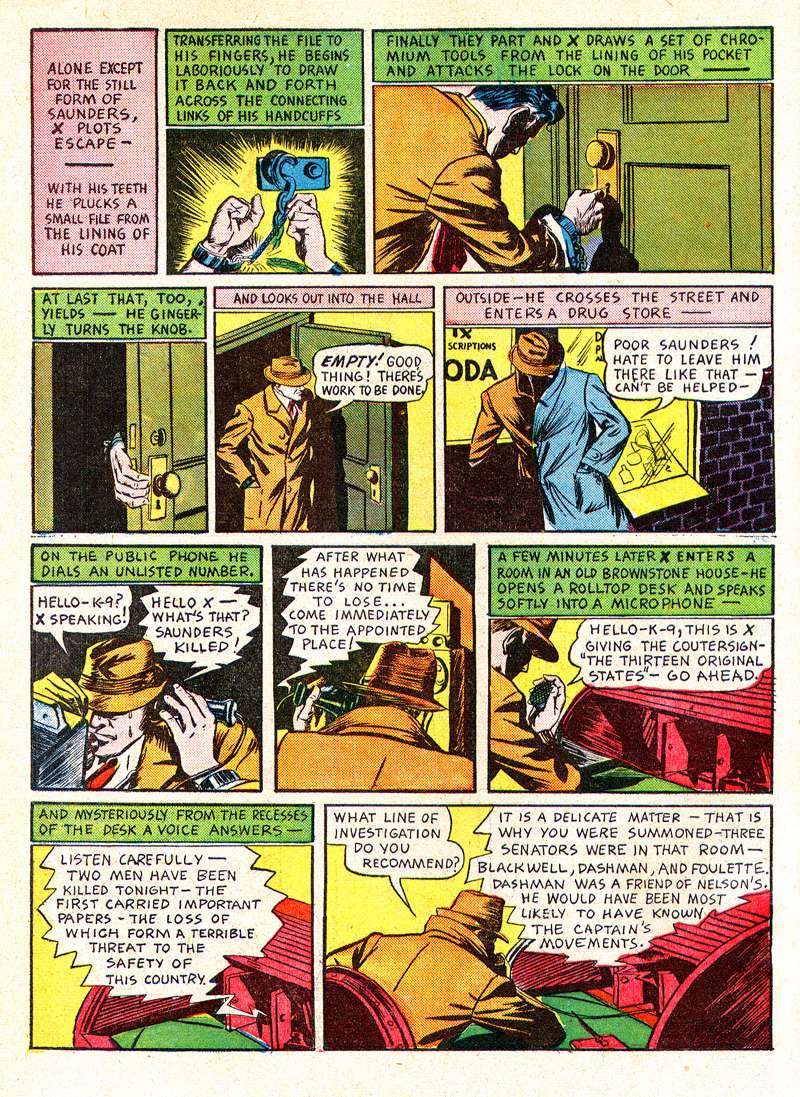 ALONE EXCEPT
FOR THE STILL
FORM OF
SAUNDERS,
X PLOTS
ESCAPE —
WITH HIS TEETH
HE PLUCKS A
SMALL FILE FROM
THE LINING OF
HIS COAT
TRANSFERRING THE FILE TO
HIS FINGERS, HE BEGINS
LABORIOUSLY TO DRAW
IT BACK AND FORTH
ACROSS THE CONNECTING
LINKS OF HIS HANDCUFFS
FINALLY THEY PART AND X DRAWS A SET OF CHRO-
MIUM TOOLS FROM THE LINING OF HIS POCKET
AND ATTACKS THE LOCK ON THE DOOR —
AT LAST THAT, TOO,
YIELDS — HE GINGER-
LY TURNS THE KNOB.
AND LOOKS OUT INTO THE HALL
EMPTY! GOOD
THING! THERE'S
WORK TO BE DONE.
OUTSIDE — HE CROSSES THE STREET AND
ENTERS A DRUG STORE —
SCRIPTIONS
ODA
POOR SAUNDERS!
HATE TO LEAVE HIM
THERE LIKE THAT —
CAN'T BE HELPED —
ON THE PUBLIC PHONE HE
DIALS AN UNLISTED NUMBER.
HELLO-K-9?
X SPEAKING!
HELLO X —
WHAT'S THAT?
SAUNDERS
KILLED!
AFTER WHAT
HAS HAPPENED
THERE'S NO TIME
TO LOSE...
COME IMMEDIATELY
TO THE APPOINTED
PLACE!
A FEW MINUTES LATER X ENTERS A
ROOM IN AN OLD BROWNSTONE HOUSE — HE
OPENS A ROLLTOP DESK AND SPEAKS
SOFTLY INTO A MICROPHONE —
HELLO-K-9, THIS IS X
GIVING THE COUTERSIGN-
"THE THIRTEEN ORIGINAL
STATES" — GO AHEAD.
AND MYSTERIOUSLY FROM THE RECESSES
OF THE DESK A VOICE ANSWERS —
LISTEN CAREFULLY —
TWO MEN HAVE BEEN
KILLED TONIGHT — THE
FIRST CARRIED IMPORTANT
PAPERS - THE LOSS OF
WHICH FORM A TERRIBLE
THREAT TO THE
SAFETY OF
THIS COUNTRY.
WHAT LINE OF
INVESTIGATION
DO YOU
RECOMMEND?
IT IS A DELICATE MATTER — THAT IS
WHY YOU WERE SUMMONED — THREE
SENATORS WERE IN THAT ROOM —
BLACKWELL, DASHMAN, AND FOULETTE.
DASHMAN WAS A FRIEND OF NELSON'S.
HE WOULD HAVE BEEN MOST
LIKELY TO HAVE KNOWN
THE CAPTAIN'S
MOVEMENTS.